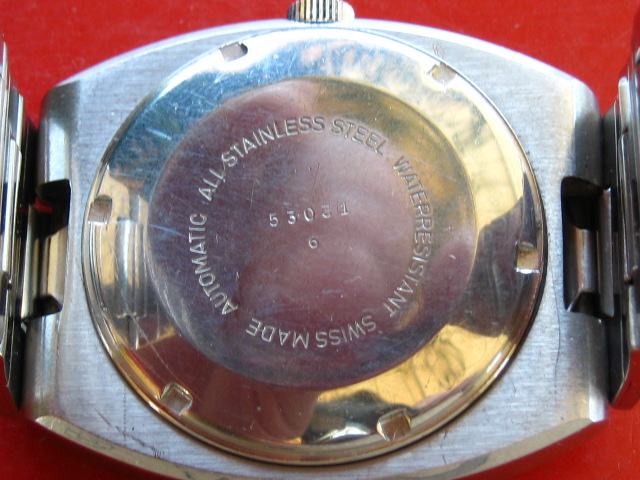 AUTOMATIC ALL STAINLESS STEEL WATERRESISTANT SWISS MADE
53031
6